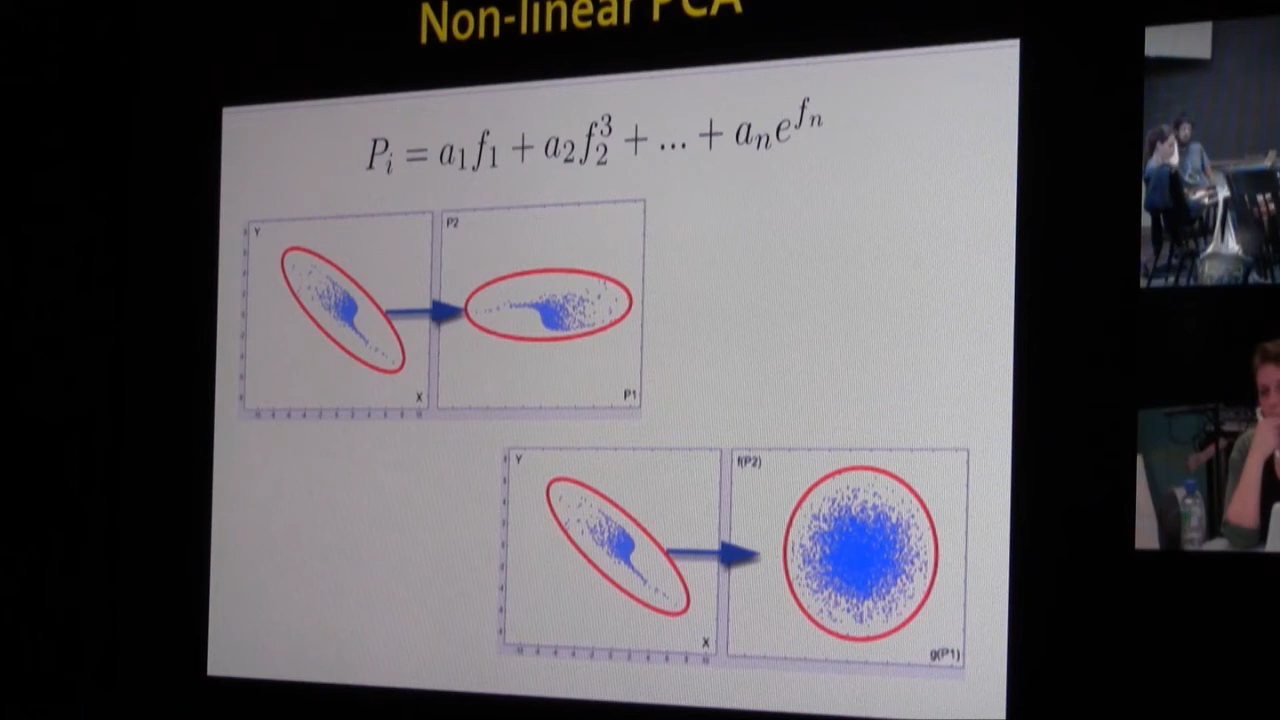 Non-linear PCA
P_i = a_1 f_1 + a_2 f_2^3 + ... + a_n e^{f_n}
Y
X
P2
P1
Y
X
f(P2)
g(P1)